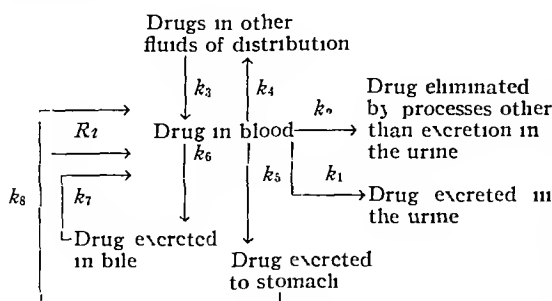 Drugs in other
fluids of distribution
k3
k4
Drug in blood
k2
Drug eliminated
by processes other
than excretion in
the urine
Ri
k6
k5
k1
Drug excreted in
the urine
k8
k7
Drug excreted
in bile
Drug excreted
to stomach